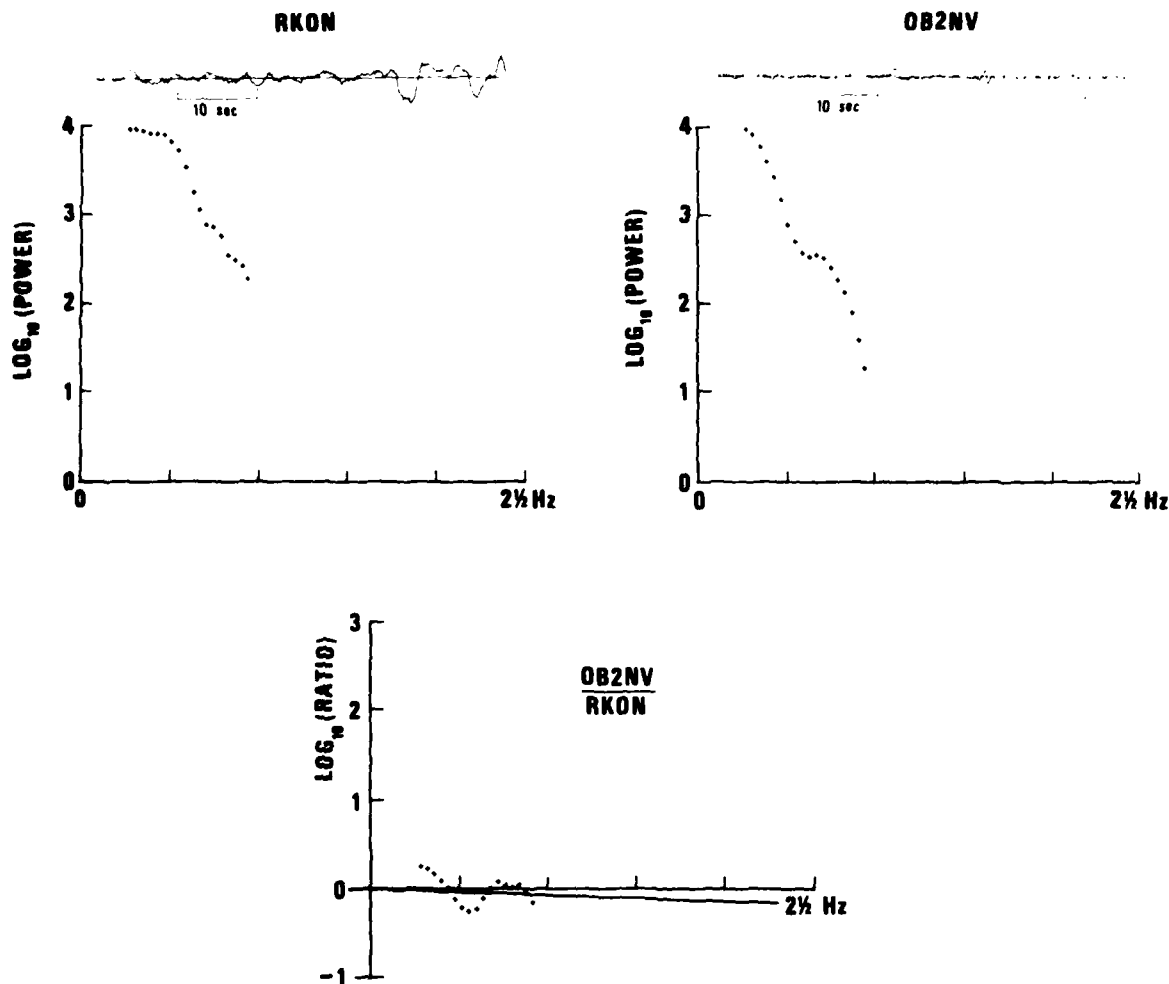 RKON
10 sec
4
3
2
1
0
LOG₁₀ (POWER)
0
2½ Hz
OB2NV
10 sec
4
3
2
1
0
LOG₁₀ (POWER)
0
2½ Hz
3
2
1
0
-1
LOG₁₀ (RATIO)
OB2NV
RKON
2½ Hz